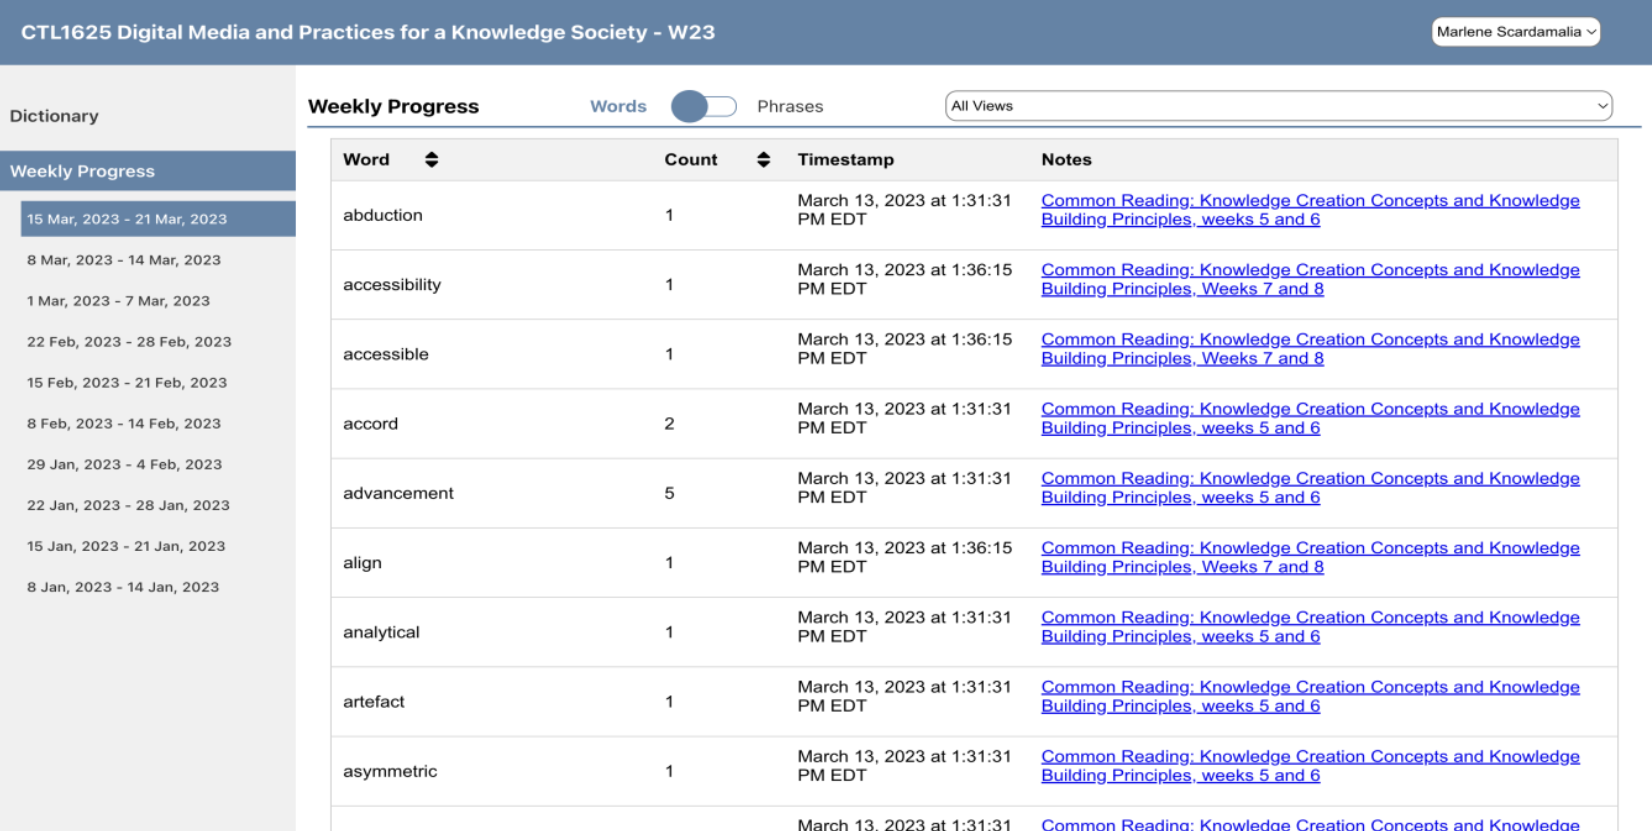 CTL1625 Digital Media and Practices for a Knowledge Society - W23
Marlene Scardamalia
Dictionary
Weekly Progress
15 Mar, 2023 - 21 Mar, 2023
8 Mar, 2023 - 14 Mar, 2023
1 Mar, 2023 - 7 Mar, 2023
22 Feb, 2023 - 28 Feb, 2023
15 Feb, 2023 - 21 Feb, 2023
8 Feb, 2023 - 14 Feb, 2023
29 Jan, 2023 - 4 Feb, 2023
22 Jan, 2023 - 28 Jan, 2023
15 Jan, 2023 - 21 Jan, 2023
8 Jan, 2023 - 14 Jan, 2023
Weekly Progress Words Phrases All Views
Word Count Timestamp Notes
abduction 1 March 13, 2023 at 1:31:31 PM EDT Common Reading: Knowledge Creation Concepts and Knowledge Building Principles, weeks 5 and 6
accessibility 1 March 13, 2023 at 1:36:15 PM EDT Common Reading: Knowledge Creation Concepts and Knowledge Building Principles, Weeks 7 and 8
accessible 1 March 13, 2023 at 1:36:15 PM EDT Common Reading: Knowledge Creation Concepts and Knowledge Building Principles, Weeks 7 and 8
accord 2 March 13, 2023 at 1:31:31 PM EDT Common Reading: Knowledge Creation Concepts and Knowledge Building Principles, weeks 5 and 6
advancement 5 March 13, 2023 at 1:31:31 PM EDT Common Reading: Knowledge Creation Concepts and Knowledge Building Principles, weeks 5 and 6
align 1 March 13, 2023 at 1:36:15 PM EDT Common Reading: Knowledge Creation Concepts and Knowledge Building Principles, Weeks 7 and 8
analytical 1 March 13, 2023 at 1:31:31 PM EDT Common Reading: Knowledge Creation Concepts and Knowledge Building Principles, weeks 5 and 6
artefact 1 March 13, 2023 at 1:31:31 PM EDT Common Reading: Knowledge Creation Concepts and Knowledge Building Principles, weeks 5 and 6
asymmetric 1 March 13, 2023 at 1:31:31 PM EDT Common Reading: Knowledge Creation Concepts and Knowledge Building Principles, weeks 5 and 6
March 13, 2023 at 1:31:31 Common Reading: Knowledge Creation Concepts and Knowledge